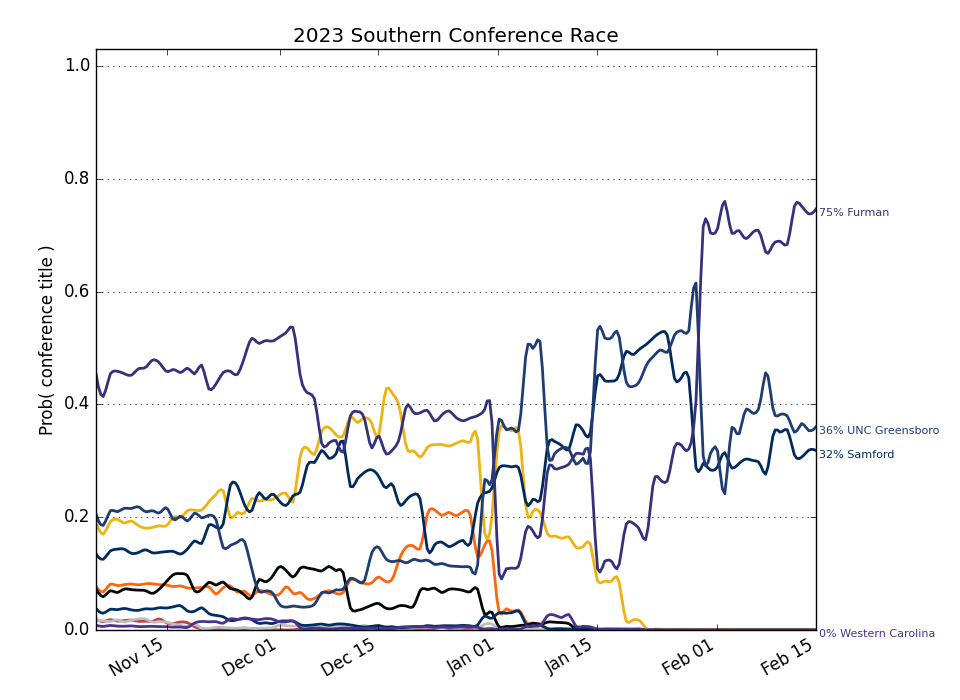 2023 Southern Conference Race
Prob( conference title )
1.0
0.8
0.6
0.4
0.2
0.0
75% Furman
36% UNC Greensboro
32% Samford
0% Western Carolina
Nov 15
Dec 01
Dec 15
Jan 01
Jan 15
Feb 01
Feb 15